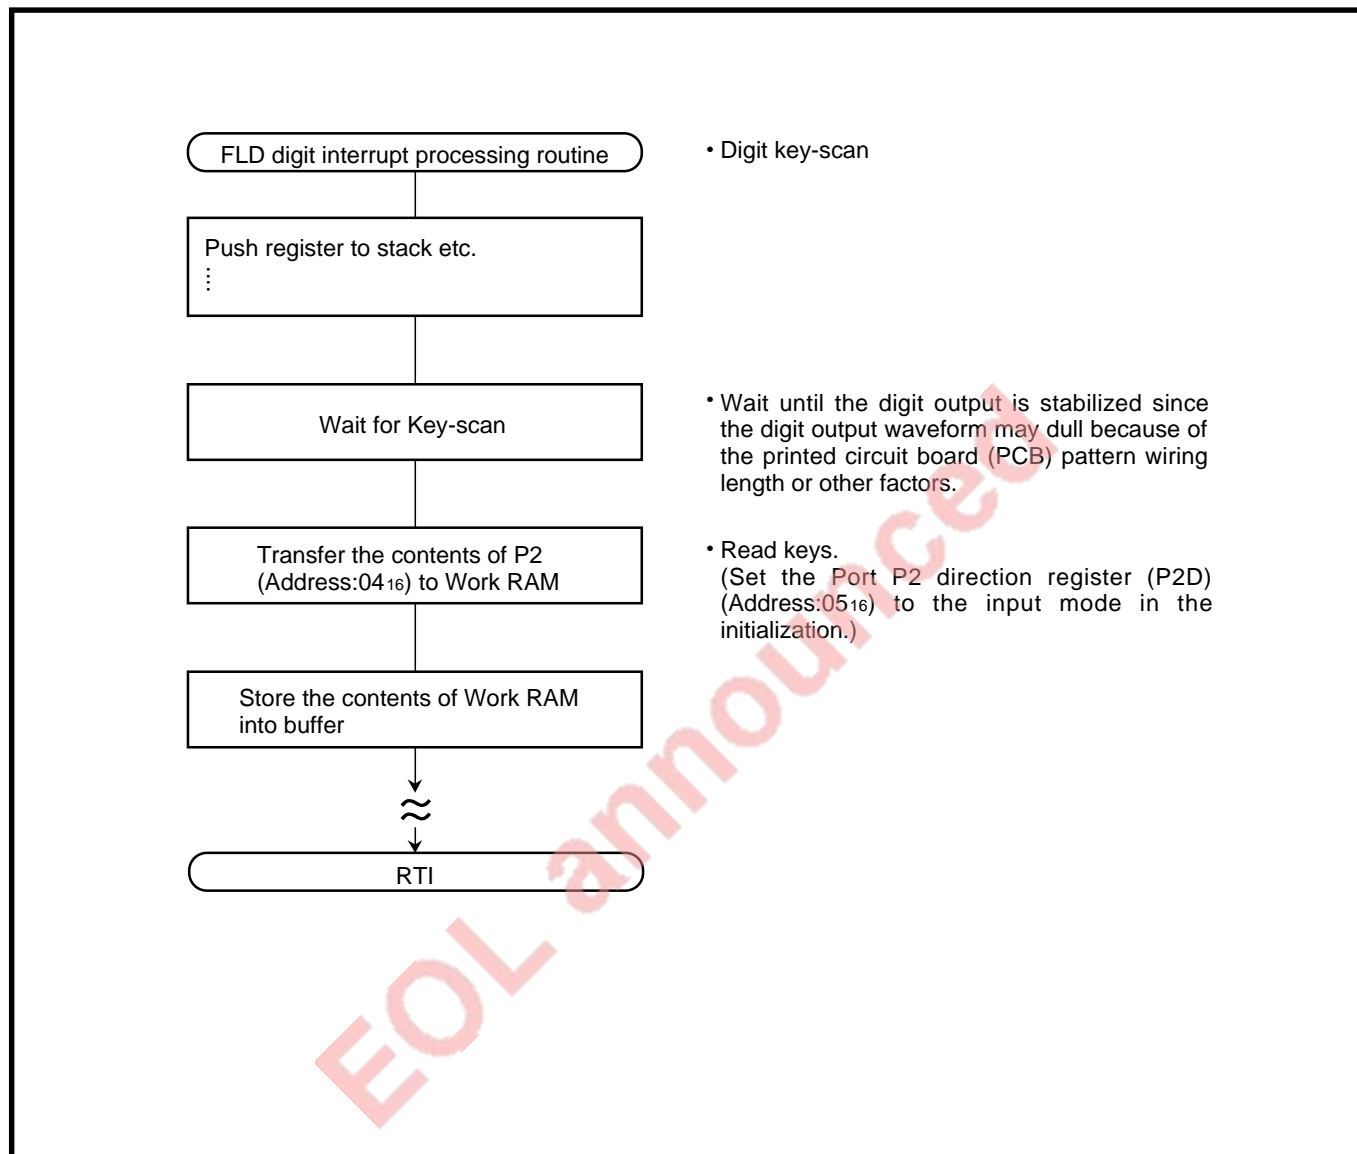 FLD digit interrupt processing routine
• Digit key-scan
Push register to stack etc.
Wait for Key-scan
• Wait until the digit output is stabilized since
the digit output waveform may dull because of
the printed circuit board (PCB) pattern wiring
length or other factors.
Transfer the contents of P2
(Address:04₁₆) to Work RAM
• Read keys.
(Set the Port P2 direction register (P2D)
(Address:05₁₆) to the input mode in the
initialization.)
Store the contents of Work RAM
into buffer
RTI
EOL announced